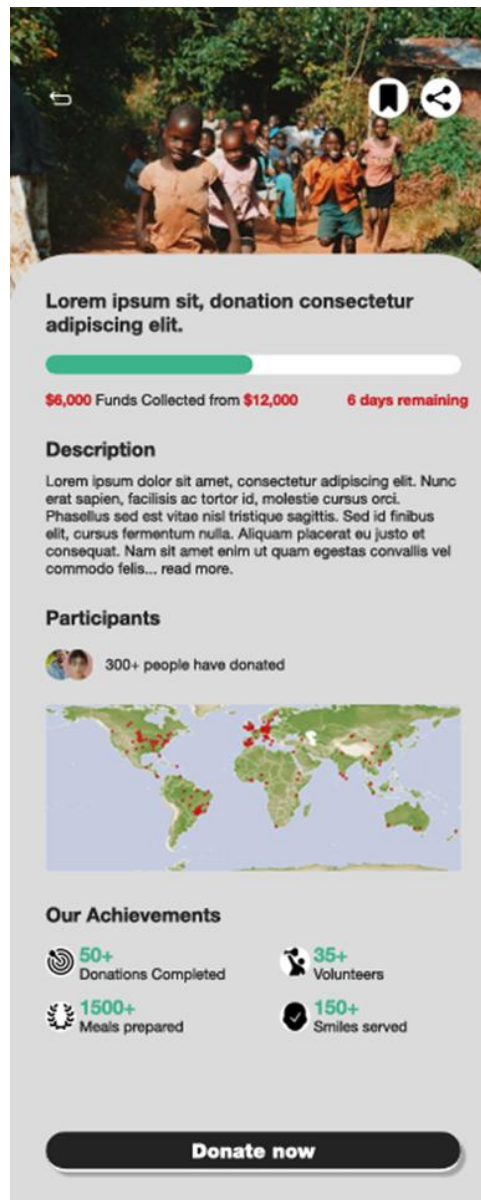 Lorem ipsum sit, donation consectetur
adipiscing elit.
$6,000 Funds Collected from $12,000 6 days remaining
Description
Lorem ipsum dolor sit amet, consectetur adipiscing elit. Nunc
erat sapien, facilisis ac tortor id, molestie cursus orci.
Phasellus sed est vitae nisl tristique sagittis. Sed id finibus
elit, cursus fermentum nulla. Aliquam placerat eu justo et
consequat. Nam sit amet enim ut quam egestas convallis vel
commodo felis... read more.
Participants
300+ people have donated
Our Achievements
50+
Donations Completed
35+
Volunteers
1500+
Meals prepared
150+
Smiles served
Donate now